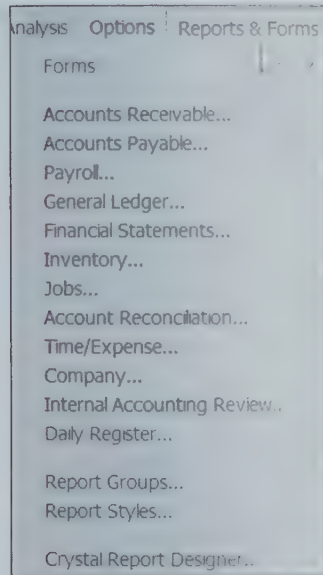 Analysis Options Reports & Forms
Forms
Accounts Receivable...
Accounts Payable...
Payroll...
General Ledger...
Financial Statements...
Inventory...
Jobs...
Account Reconciliation...
Time/Expense...
Company...
Internal Accounting Review...
Daily Register...
Report Groups...
Report Styles...
Crystal Report Designer...